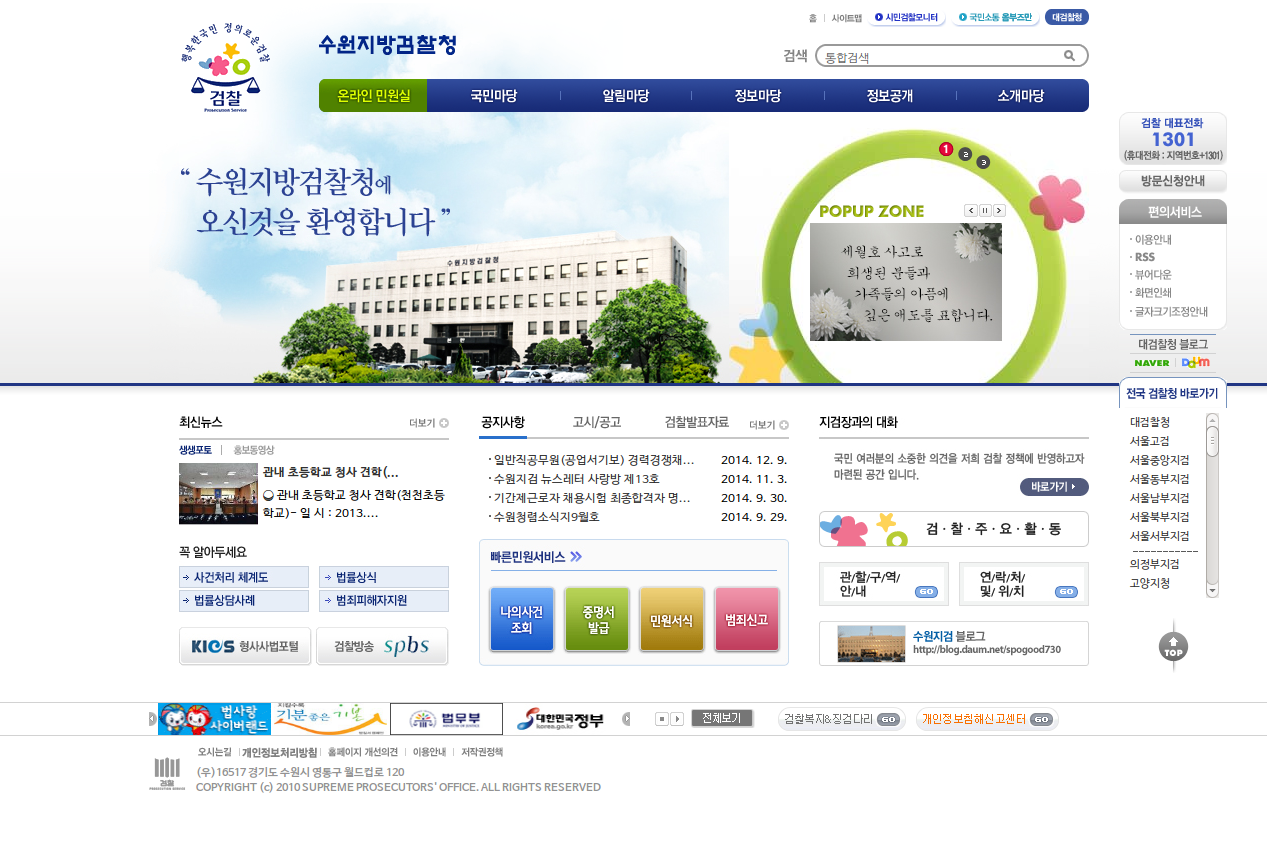 홈 | 사이트맵
시민검찰모니터
국민소통 옴부즈만
대검찰청
행복한국민 정의로운검찰
검찰
Prosecution Service
수원지방검찰청
검색
통합검색
온라인 민원실
국민마당
알림마당
정보마당
정보공개
소개마당
“ 수원지방검찰청에
오신것을 환영합니다 ”
수원지방검찰청
1
2
3
POPUP ZONE
세월호 사고로
희생된 분들과
가족들의 아픔에
깊은 애도를 표합니다.
검찰 대표전화
1301
(휴대전화 : 지역번호+1301)
방문신청안내
편의서비스
· 이용안내
· RSS
· 뷰어다운
· 화면인쇄
· 글자크기조정안내
대검찰청 블로그
NAVER | Daum
전국 검찰청 바로가기
대검찰청
서울고검
서울중앙지검
서울동부지검
서울남부지검
서울북부지검
서울서부지검
-----------
의정부지검
고양지청
TOP
최신뉴스
더보기
생생포토 | 홍보동영상
관내 초등학교 청사 견학(...
관내 초등학교 청사 견학(천천초등
학교)- 일 시 : 2013....
꼭 알아두세요
사건처리 체계도
법률상식
법률상담사례
범죄피해자지원
KICS 형사사법포털
검찰방송 spbs
공지사항
고시/공고
검찰발표자료
더보기
· 일반직공무원(공업서기보) 경력경쟁채... 2014. 12. 9.
· 수원지검 뉴스레터 사랑방 제13호 2014. 11. 3.
· 기간제근로자 채용시험 최종합격자 명... 2014. 9. 30.
· 수원청렴소식지9월호 2014. 9. 29.
빠른민원서비스
나의사건
조회
증명서
발급
민원서식
범죄신고
지검장과의 대화
국민 여러분의 소중한 의견을 저희 검찰 정책에 반영하고자
마련된 공간 입니다.
바로가기
검·찰·주·요·활·동
관/할/구/역/
안/내
GO
연/락/처/
및/ 위/치
GO
수원지검 블로그
http://blog.daum.net/spogood730
법사랑
사이버랜드
지킬수록
기분좋은 기본
법무부
대한민국정부
korea.go.kr
전체보기
검찰복지&징검다리 GO
개인정보침해신고센터 GO
오시는길 | 개인정보처리방침 | 홈페이지 개선의견 | 이용안내 | 저작권정책
검찰
PROSECUTION SERVICE
(우)16517 경기도 수원시 영통구 월드컵로 120
COPYRIGHT (c) 2010 SUPREME PROSECUTORS' OFFICE. ALL RIGHTS RESERVED